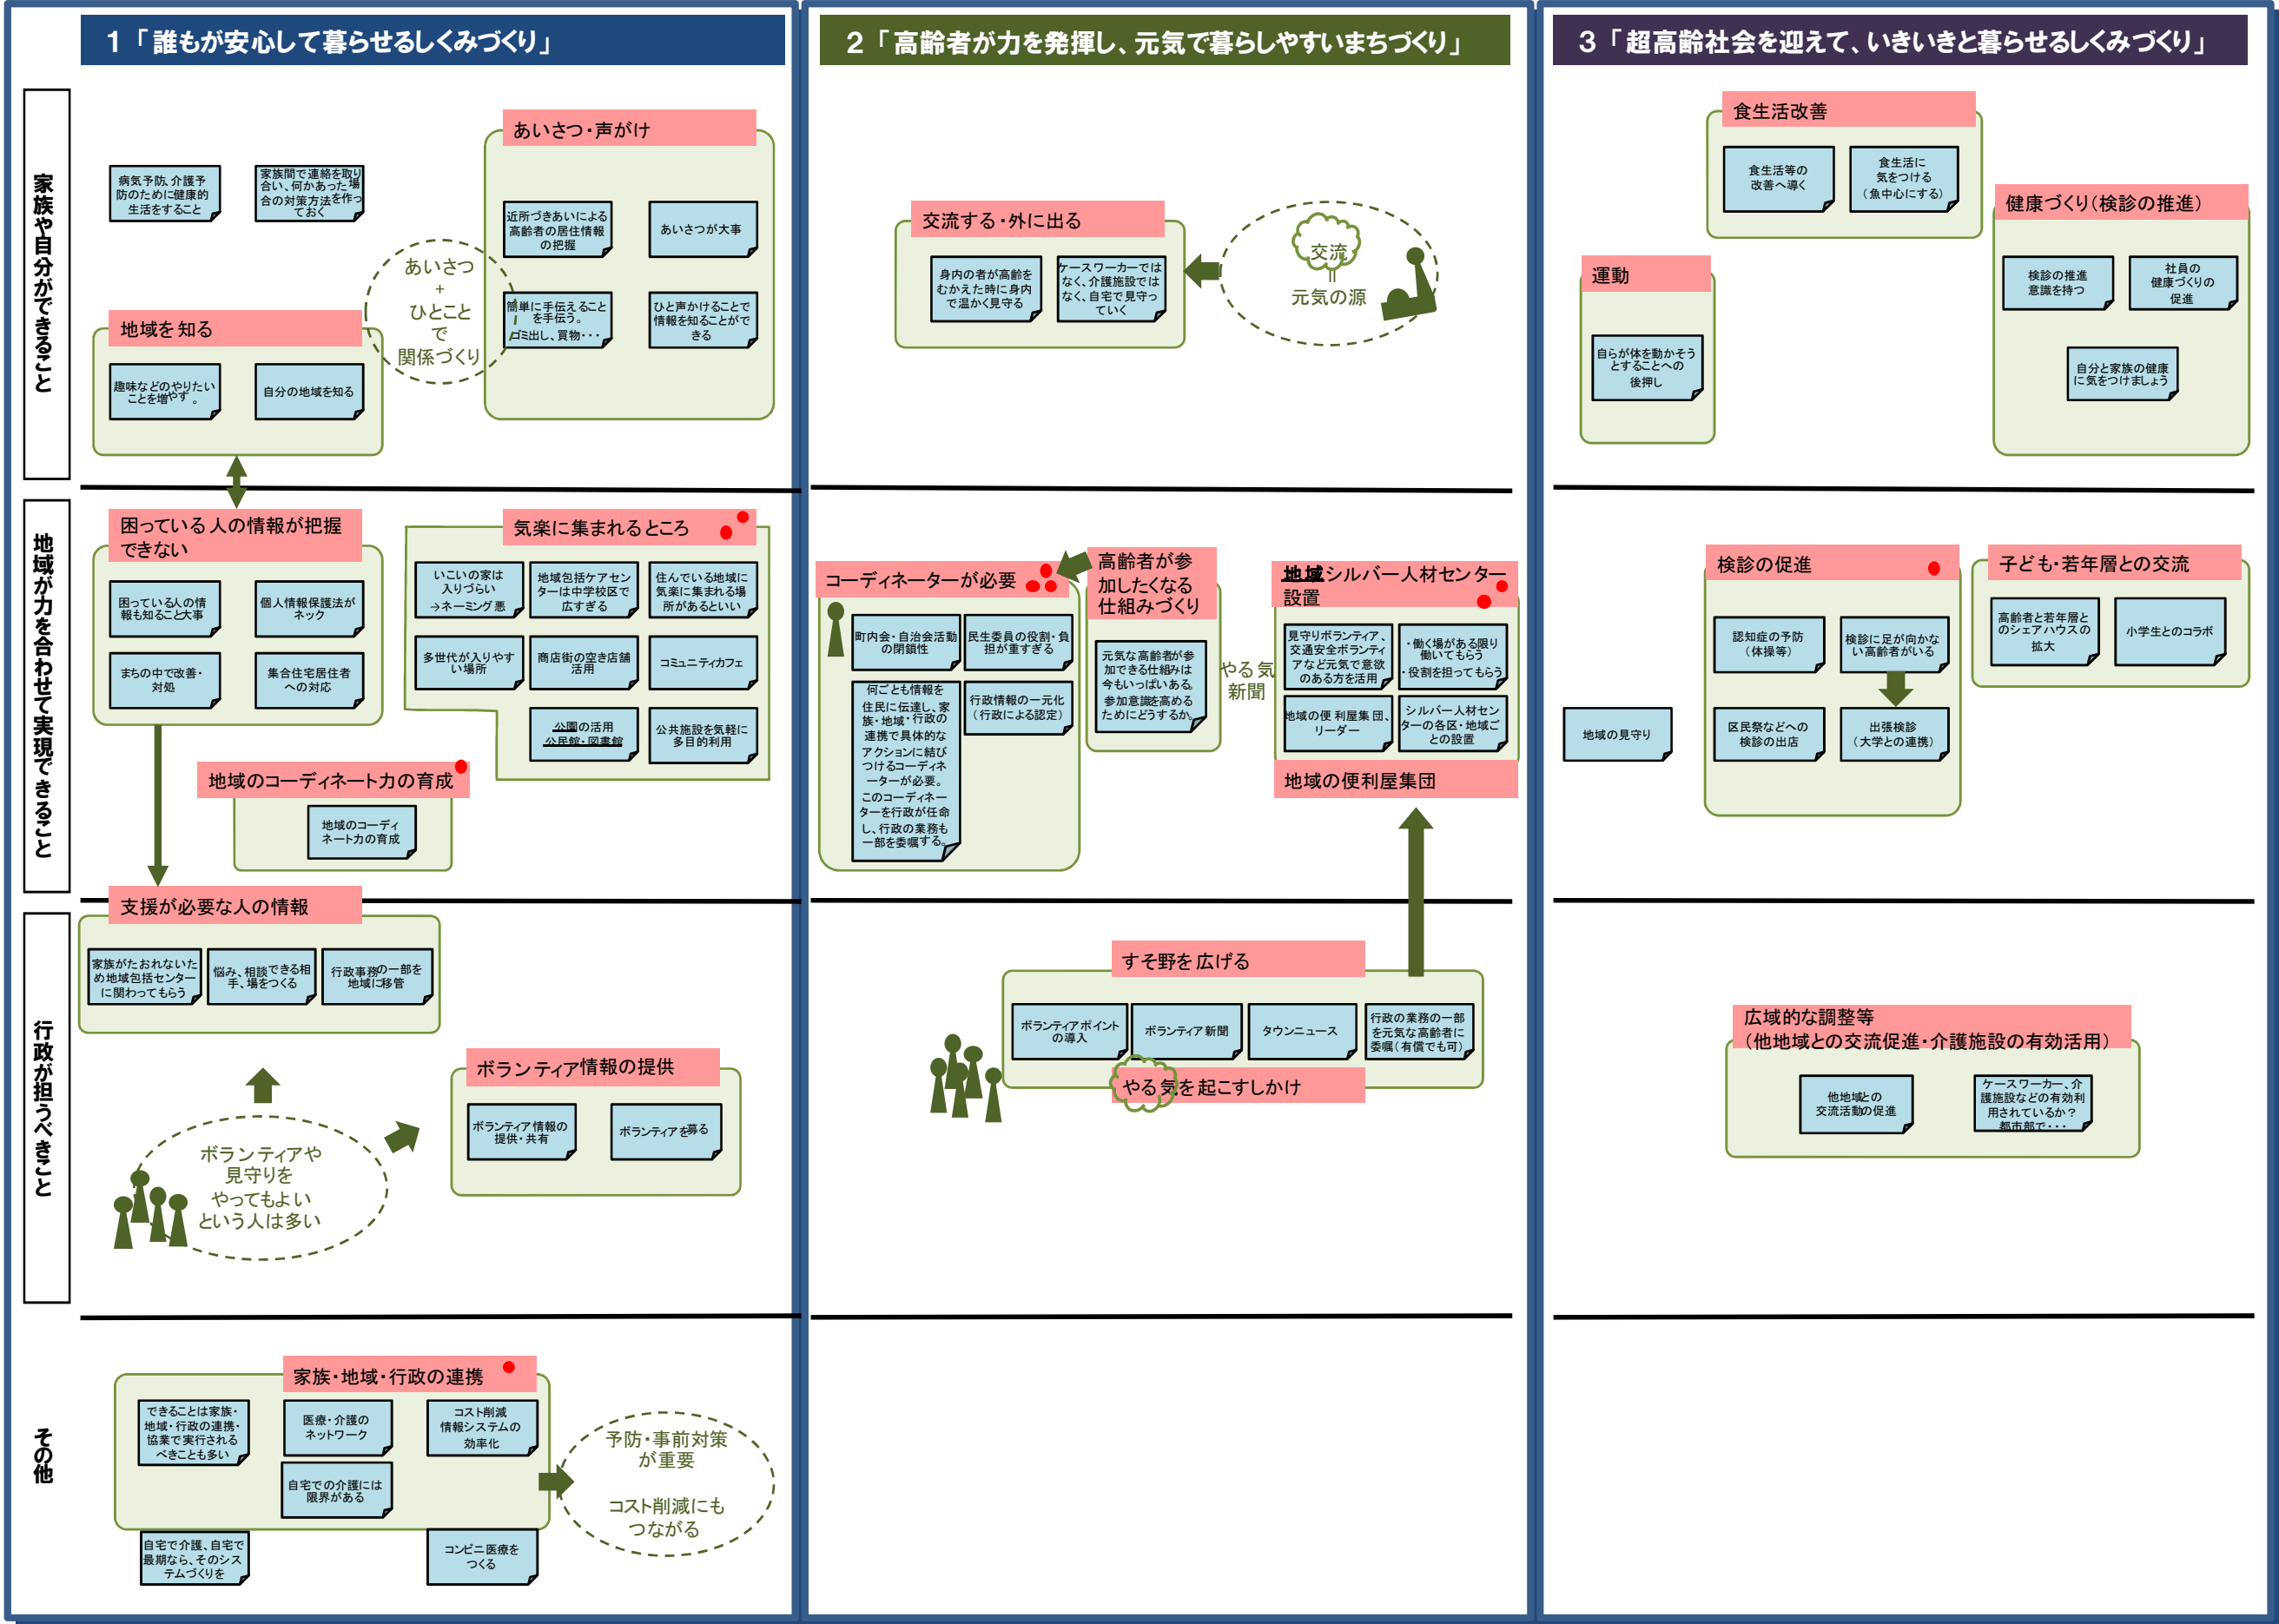 1「誰もが安心して暮らせるしくみづくり」
家族や自分ができること
病気予防、介護予
防のために健康的
生活をすること
家族間で連絡を取り
合い、何かあった場
合の対策方法を作っ
ておく
あいさつ・声がけ
近所づきあいによる
高齢者の居住情報
の把握
あいさつが大事
簡単に手伝えること
を手伝う。
ゴミ出し、買物・・・
ひと声かけることで
情報を知ることがで
きる
あいさつ
+
ひとこと
で
関係づくり
地域を知る
趣味などのやりたい
ことを増やす。
自分の地域を知る
地域が力を合わせて実現できること
困っている人の情報が把握
できない
困っている人の情
報も知ること大事
個人情報保護法が
ネック
まちの中で改善・
対処
集合住宅居住者
への対応
気楽に集まれるところ
いこいの家は
入りづらい
→ネーミング悪
地域包括ケアセン
ターは中学校区で
広すぎる
住んでいる地域に
気楽に集まれる場
所があるといい
多世代が入りやす
い場所
商店街の空き店舗
活用
コミュニティカフェ
公園の活用
公民館・図書館
公共施設を気軽に
多目的利用
地域のコーディネート力の育成
地域のコーディ
ネート力の育成
行政が担うべきこと
支援が必要な人の情報
家族がたおれないた
め地域包括センター
に関わってもらう
悩み、相談できる相
手、場をつくる
行政事務の一部を
地域に移管
ボランティア情報の提供
ボランティア情報の
提供・共有
ボランティアを募る
ボランティアや
見守りを
やってもよい
という人は多い
その他
家族・地域・行政の連携
できることは家族・
地域・行政の連携・
協業で実行される
べきことも多い
医療・介護の
ネットワーク
コスト削減
情報システムの
効率化
自宅での介護には
限界がある
自宅で介護、自宅で
最期なら、そのシス
テムづくりを
コンビニ医療を
つくる
予防・事前対策
が重要
コスト削減にも
つながる
2「高齢者が力を発揮し、元気で暮らしやすいまちづくり」
交流する・外に出る
身内の者が高齢を
むかえた時に身内
で温かく見守る
ケースワーカーでは
なく、介護施設では
なく、自宅で見守っ
ていく
交流
=
元気の源
コーディネーターが必要
町内会・自治会活動
の閉鎖性
民生委員の役割・負
担が重すぎる
何ごとも情報を
住民に伝達し、家
族・地域・行政の
連携で具体的な
アクションに結び
つけるコーディネ
ーターが必要。
このコーディネー
ターを行政が任命
し、行政の業務も
一部を委嘱する。
行政情報の一元化
（行政による認定）
高齢者が参
加したくなる
仕組みづくり
元気な高齢者が参
加できる仕組みは
今もいっぱいある。
参加意識を高める
ためにどうするか。
やる気
新聞
地域シルバー人材センター
設置
見守りボランティア、
交通安全ボランティ
アなど元気で意欲
のある方を活用
・働く場がある限り
働いてもらう
・役割を担ってもらう
地域の便利屋集団、
リーダー
シルバー人材セン
ターの各区・地域ご
との設置
地域の便利屋集団
すそ野を広げる
ボランティアポイント
の導入
ボランティア新聞
タウンニュース
行政の業務の一部
を元気な高齢者に
委嘱（有償でも可）
やる気を起こすしかけ
3「超高齢社会を迎えて、いきいきと暮らせるしくみづくり」
食生活改善
食生活等の
改善へ導く
食生活に
気をつける
（魚中心にする）
健康づくり（検診の推進）
検診の推進
意識を持つ
社員の
健康づくりの
促進
自分と家族の健康
に気をつけましょう
運動
自らが体を動かそう
とすることへの
後押し
検診の促進
認知症の予防
（体操等）
検診に足が向かな
い高齢者がいる
区民祭などへの
検診の出店
出張検診
（大学との連携）
地域の見守り
子ども・若年層との交流
高齢者と若年層と
のシェアハウスの
拡大
小学生とのコラボ
広域的な調整等
（他地域との交流促進・介護施設の有効活用）
他地域との
交流活動の促進
ケースワーカー、介
護施設などの有効利
用されているか？
都市部で・・・